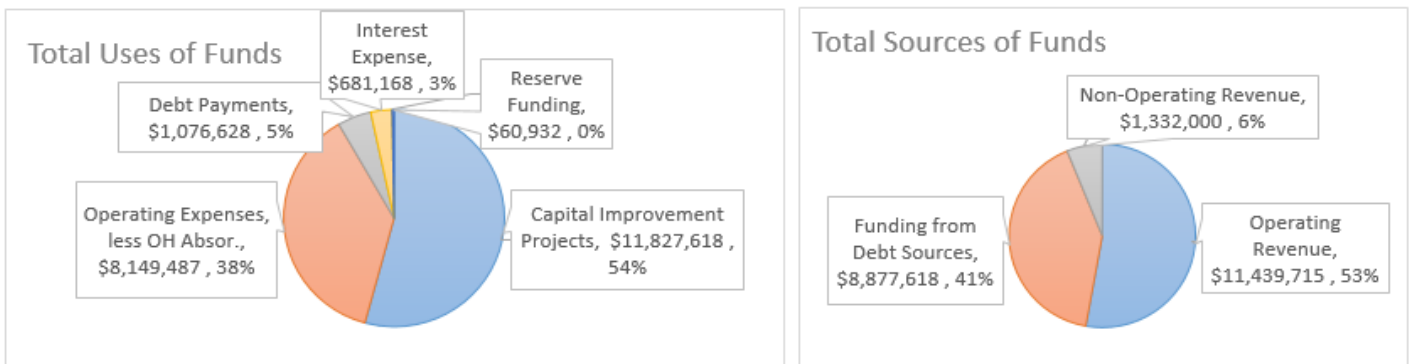 Total Uses of Funds
Interest
Expense,
$681,168 , 3%
Reserve
Funding,
$60,932 , 0%
Debt Payments,
$1,076,628 , 5%
Operating Expenses,
less OH Absor.,
$8,149,487 , 38%
Capital Improvement
Projects,  $11,827,618 ,
54%
Total Sources of Funds
Non-Operating Revenue,
$1,332,000 , 6%
Funding from
Debt Sources,
$8,877,618 , 41%
Operating
Revenue,
$11,439,715 , 53%